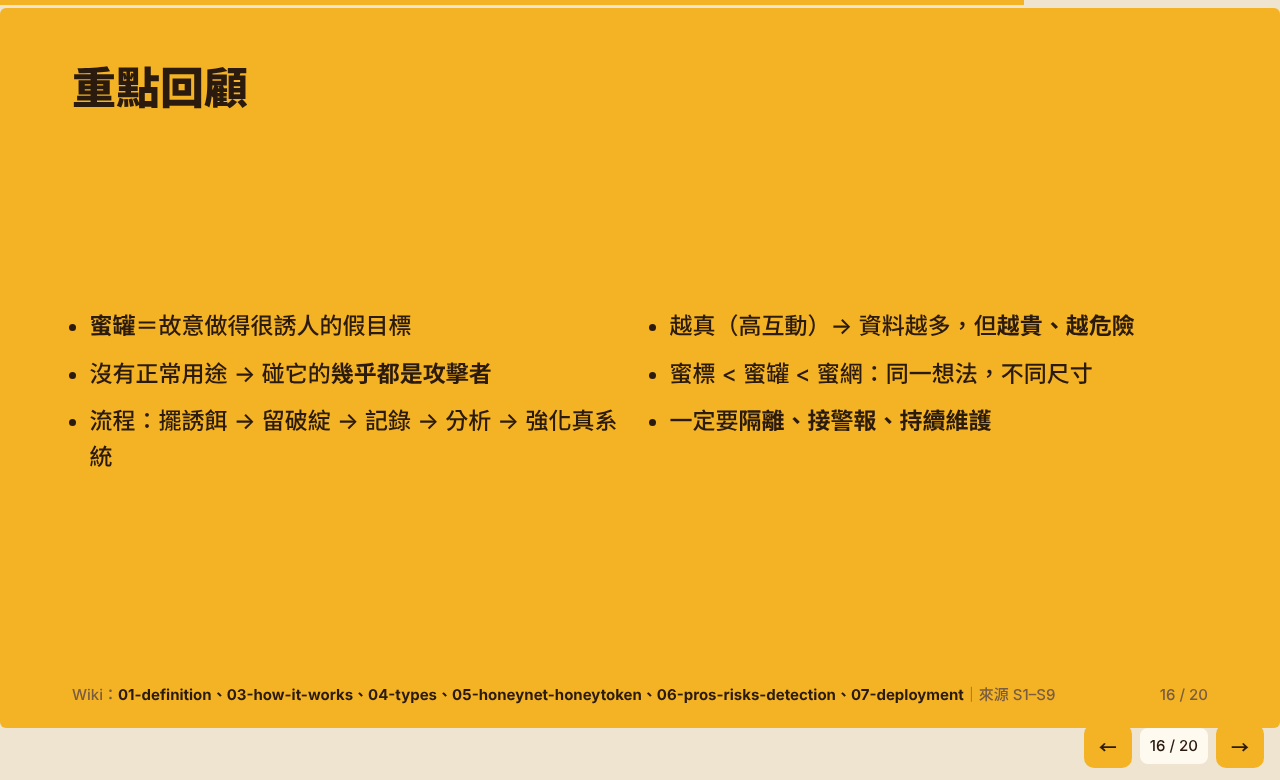 重點回顧
• 蜜罐＝故意做得很誘人的假目標
• 沒有正常用途 → 碰它的幾乎都是攻擊者
• 流程：擺誘餌 → 留破綻 → 記錄 → 分析 → 強化真系
統
• 越真（高互動）→ 資料越多，但越貴、越危險
• 蜜標 < 蜜罐 < 蜜網：同一想法，不同尺寸
• 一定要隔離、接警報、持續維護
Wiki：01-definition、03-how-it-works、04-types、05-honeynet-honeytoken、06-pros-risks-detection、07-deployment｜來源 S1–S9
16 / 20
← 16 / 20 →